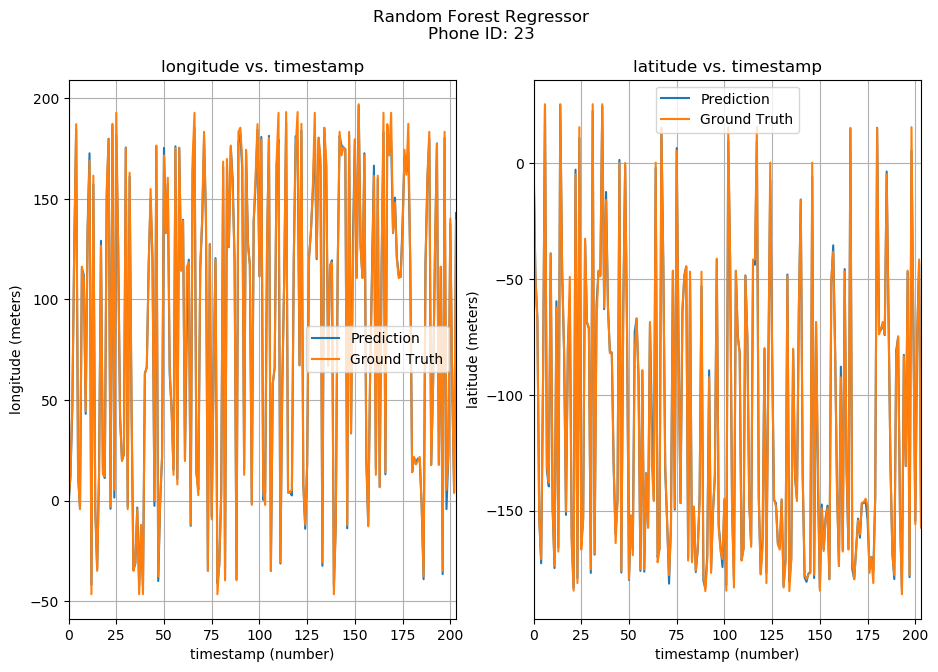 Random Forest Regressor
Phone ID: 23
longitude vs. timestamp
200
150
100
50
0
−50
longitude (meters)
Prediction
Ground Truth
0 25 50 75 100 125 150 175 200
timestamp (number)
latitude vs. timestamp
Prediction
Ground Truth
0
−50
−100
−150
latitude (meters)
0 25 50 75 100 125 150 175 200
timestamp (number)